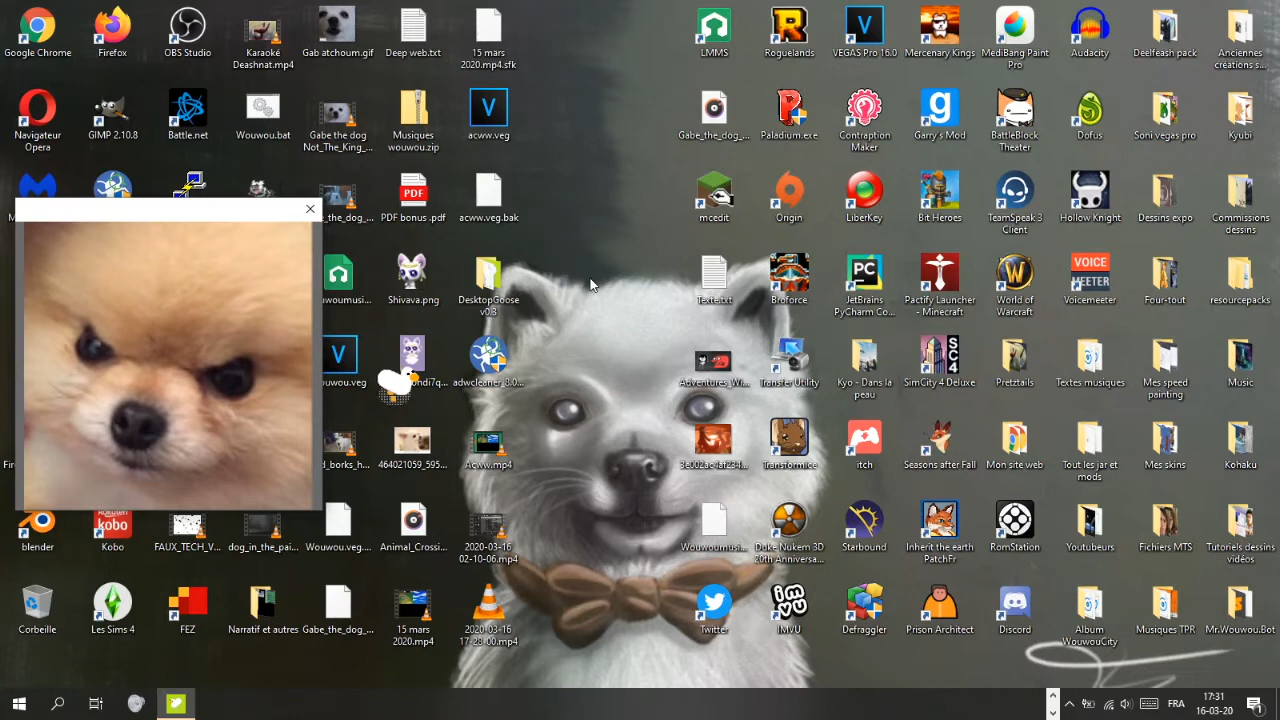 Google Chrome
Firefox
OBS Studio
Karaoké
Deashnat.mp4
Gab atchoum.gif
Deep web.txt
15 mars
2020.mp4.sfk
LMMS
Roguelands
VEGAS Pro 16.0
Mercenary Kings
MediBang Paint
Pro
Audacity
Deelfeash pack
Anciennes
créations s...
Navigateur
Opera
GIMP 2.10.8
Battle.net
Wouwou.bat
Gabe the dog
Not_The_King_...
Musiques
wouwou.zip
V
acww.veg
Gabe_the_dog_...
Paladium.exe
Contraption
Maker
Garry's Mod
BattleBlock
Theater
Dofus
Soni vegas pro
Kyubi
PDF
PDF bonus .pdf
acww.veg.bak
mcedit
Origin
LiberKey
Bit Heroes
TeamSpeak 3
Client
Hollow Knight
Dessins expo
Commissions
dessins
Shivava.png
DesktopGoose
v0.3
Texte.txt
Broforce
PC
JetBrains
PyCharm Co...
Pactify Launcher
- Minecraft
World of
Warcraft
VOICE
MEETER
Voicemeeter
Four-tout
resourcepacks
adwcleaner_8.0...
Adventures_Wi...
Transfer Utility
Kyo - Dans la
peau
SC4
SimCity 4 Deluxe
Pretztails
Textes musiques
Mes speed
painting
Music
464021059_595...
Acww.mp4
3e002ac4af234...
Transformice
itch
Seasons after Fall
Mon site web
Tout les jar et
mods
Mes skins
Kohaku
blender
Rakuten
kobo
Kobo
FAUX_TECH_V...
dog_in_the_pai...
Wouwou.veg....
Animal_Crossi...
2020-03-16
02-10-06.mp4
Wouwoumusi...
Duke Nukem 3D
20th Anniversa...
Starbound
Inherit the earth
PatchFr
RomStation
Youtubeurs
Fichiers MTS
Tutoriels dessins
vidéos
Corbeille
Les Sims 4
FEZ
Narratif et autres
Gabe_the_dog_...
15 mars
2020.mp4
2020-03-16
17-28-00.mp4
Twitter
imvu
IMVU
Defraggler
Prison Architect
Discord
Album
WouwouCity
Musiques TPR
Mr.Wouwou.Bot
FRA
17:31
16-03-20
1